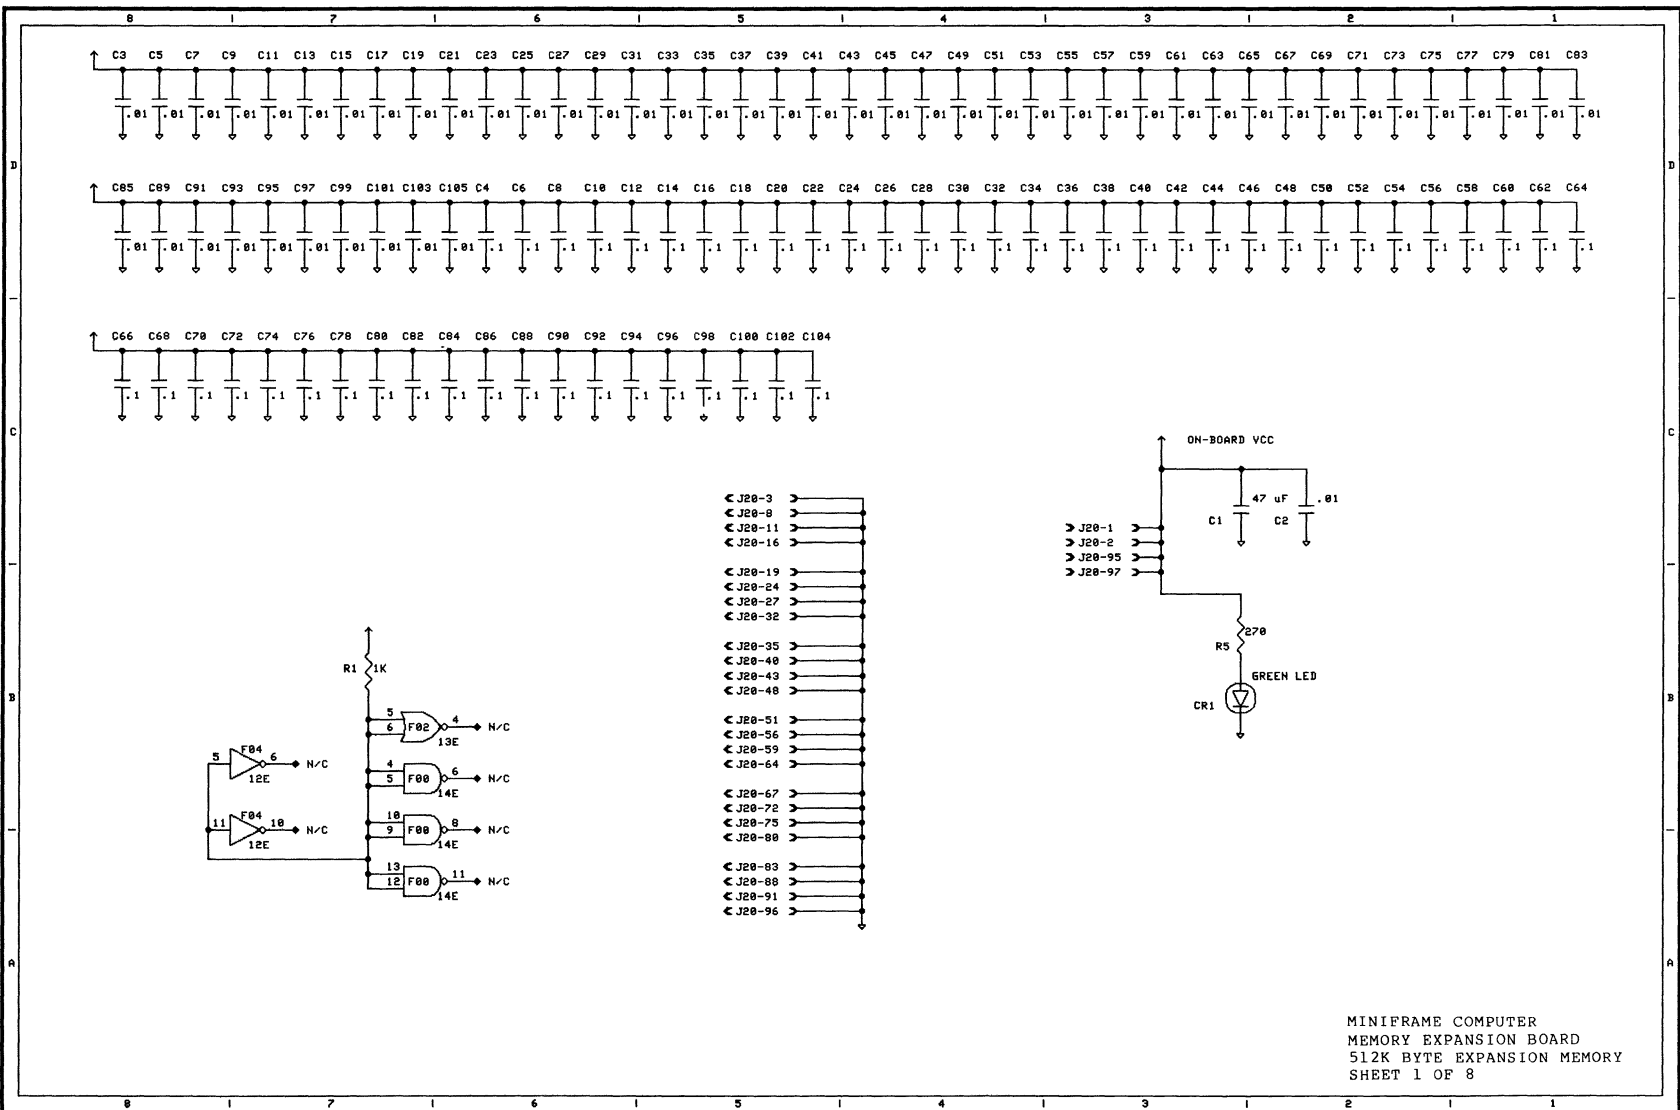 8 7 6 5 4 3 2 1
C3 C5 C7 C9 C11 C13 C15 C17 C19 C21 C23 C25 C27 C29 C31 C33 C35 C37 C39 C41 C43 C45 C47 C49 C51 C53 C55 C57 C59 C61 C63 C65 C67 C69 C71 C73 C75 C77 C79 C81 C83
.01 .01 .01 .01 .01 .01 .01 .01 .01 .01 .01 .01 .01 .01 .01 .01 .01 .01 .01 .01 .01 .01 .01 .01 .01 .01 .01 .01 .01 .01 .01 .01 .01 .01 .01 .01 .01 .01 .01 .01 .01
D D
C85 C89 C91 C93 C95 C97 C99 C101 C103 C105 C4 C6 C8 C10 C12 C14 C16 C18 C20 C22 C24 C26 C28 C30 C32 C34 C36 C38 C40 C42 C44 C46 C48 C50 C52 C54 C56 C58 C60 C62 C64
.01 .01 .01 .01 .01 .01 .01 .01 .01 .01 .1 .1 .1 .1 .1 .1 .1 .1 .1 .1 .1 .1 .1 .1 .1 .1 .1 .1 .1 .1 .1 .1 .1 .1 .1 .1 .1 .1 .1 .1 .1
C66 C68 C70 C72 C74 C76 C78 C80 C82 C84 C86 C88 C90 C92 C94 C96 C98 C100 C102 C104
.1 .1 .1 .1 .1 .1 .1 .1 .1 .1 .1 .1 .1 .1 .1 .1 .1 .1 .1 .1
C C
ON-BOARD VCC
47 uF .01
C1 C2
J20-1
J20-2
J20-95
J20-97
270
R5
GREEN LED
CR1
J20-3
J20-8
J20-11
J20-16
J20-19
J20-24
J20-27
J20-32
J20-35
J20-40
J20-43
J20-48
J20-51
J20-56
J20-59
J20-64
J20-67
J20-72
J20-75
J20-80
J20-83
J20-88
J20-91
J20-96
R1 1K
B B
5 6 F02 4 N/C
13E
F04
5 6 N/C
12E
4 5 F00 6 N/C
14E
F04
11 10 N/C
12E
10 9 F00 8 N/C
14E
13 12 F00 11 N/C
14E
A A
MINIFRAME COMPUTER
MEMORY EXPANSION BOARD
512K BYTE EXPANSION MEMORY
SHEET 1 OF 8
8 7 6 5 4 3 2 1